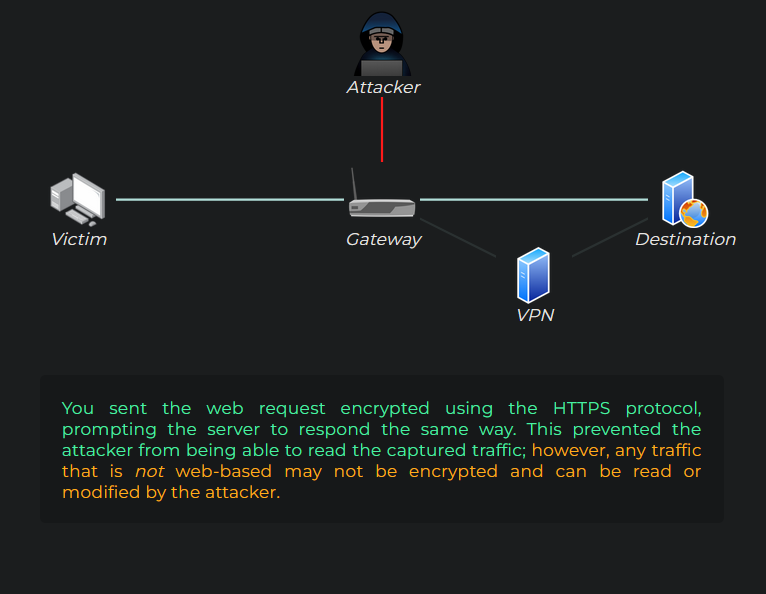 Attacker
Victim
Gateway
Destination
VPN
You sent the web request encrypted using the HTTPS protocol,
prompting the server to respond the same way. This prevented the
attacker from being able to read the captured traffic; however, any traffic
that is not web-based may not be encrypted and can be read or
modified by the attacker.